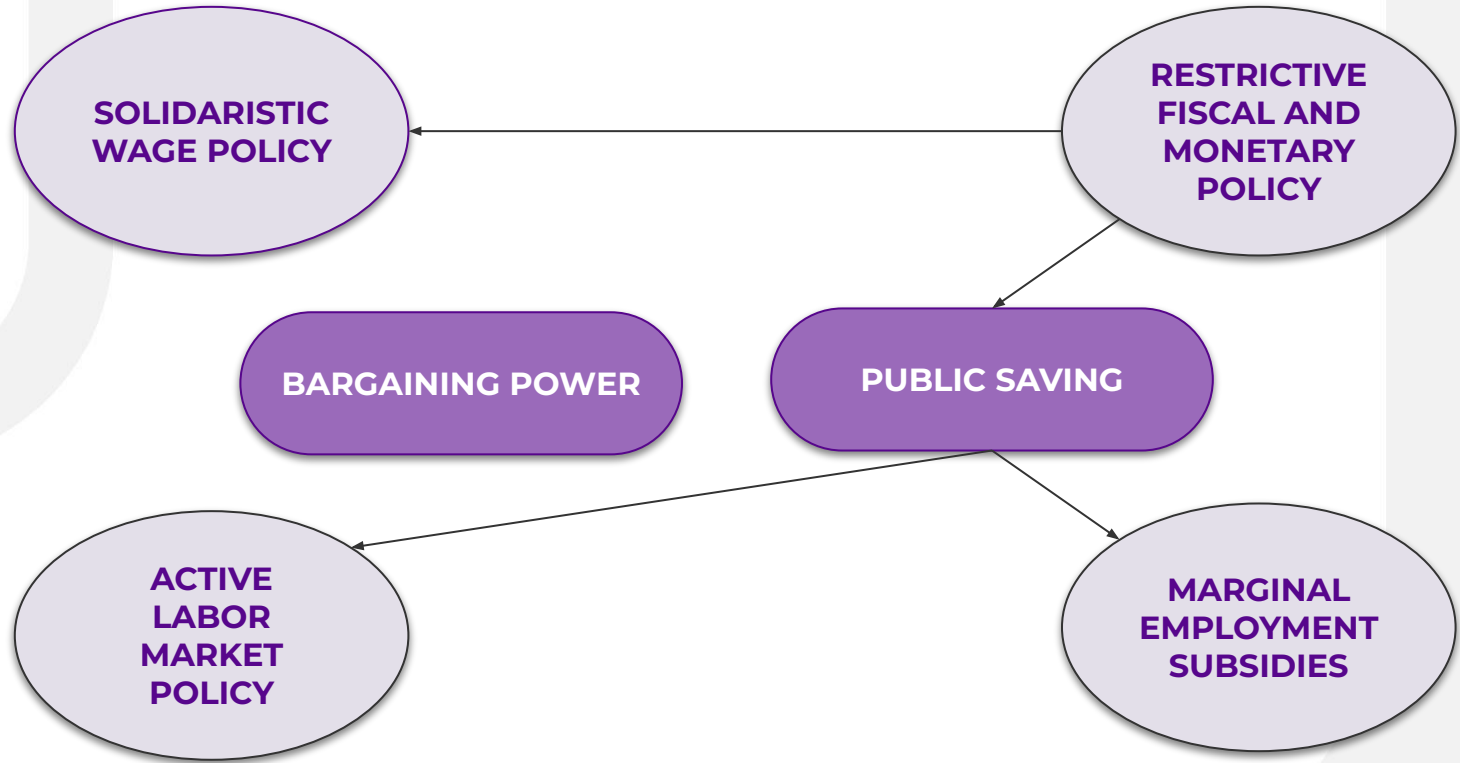 SOLIDARISTIC
WAGE POLICY
RESTRICTIVE
FISCAL AND
MONETARY
POLICY
BARGAINING POWER
PUBLIC SAVING
ACTIVE
LABOR
MARKET
POLICY
MARGINAL
EMPLOYMENT
SUBSIDIES